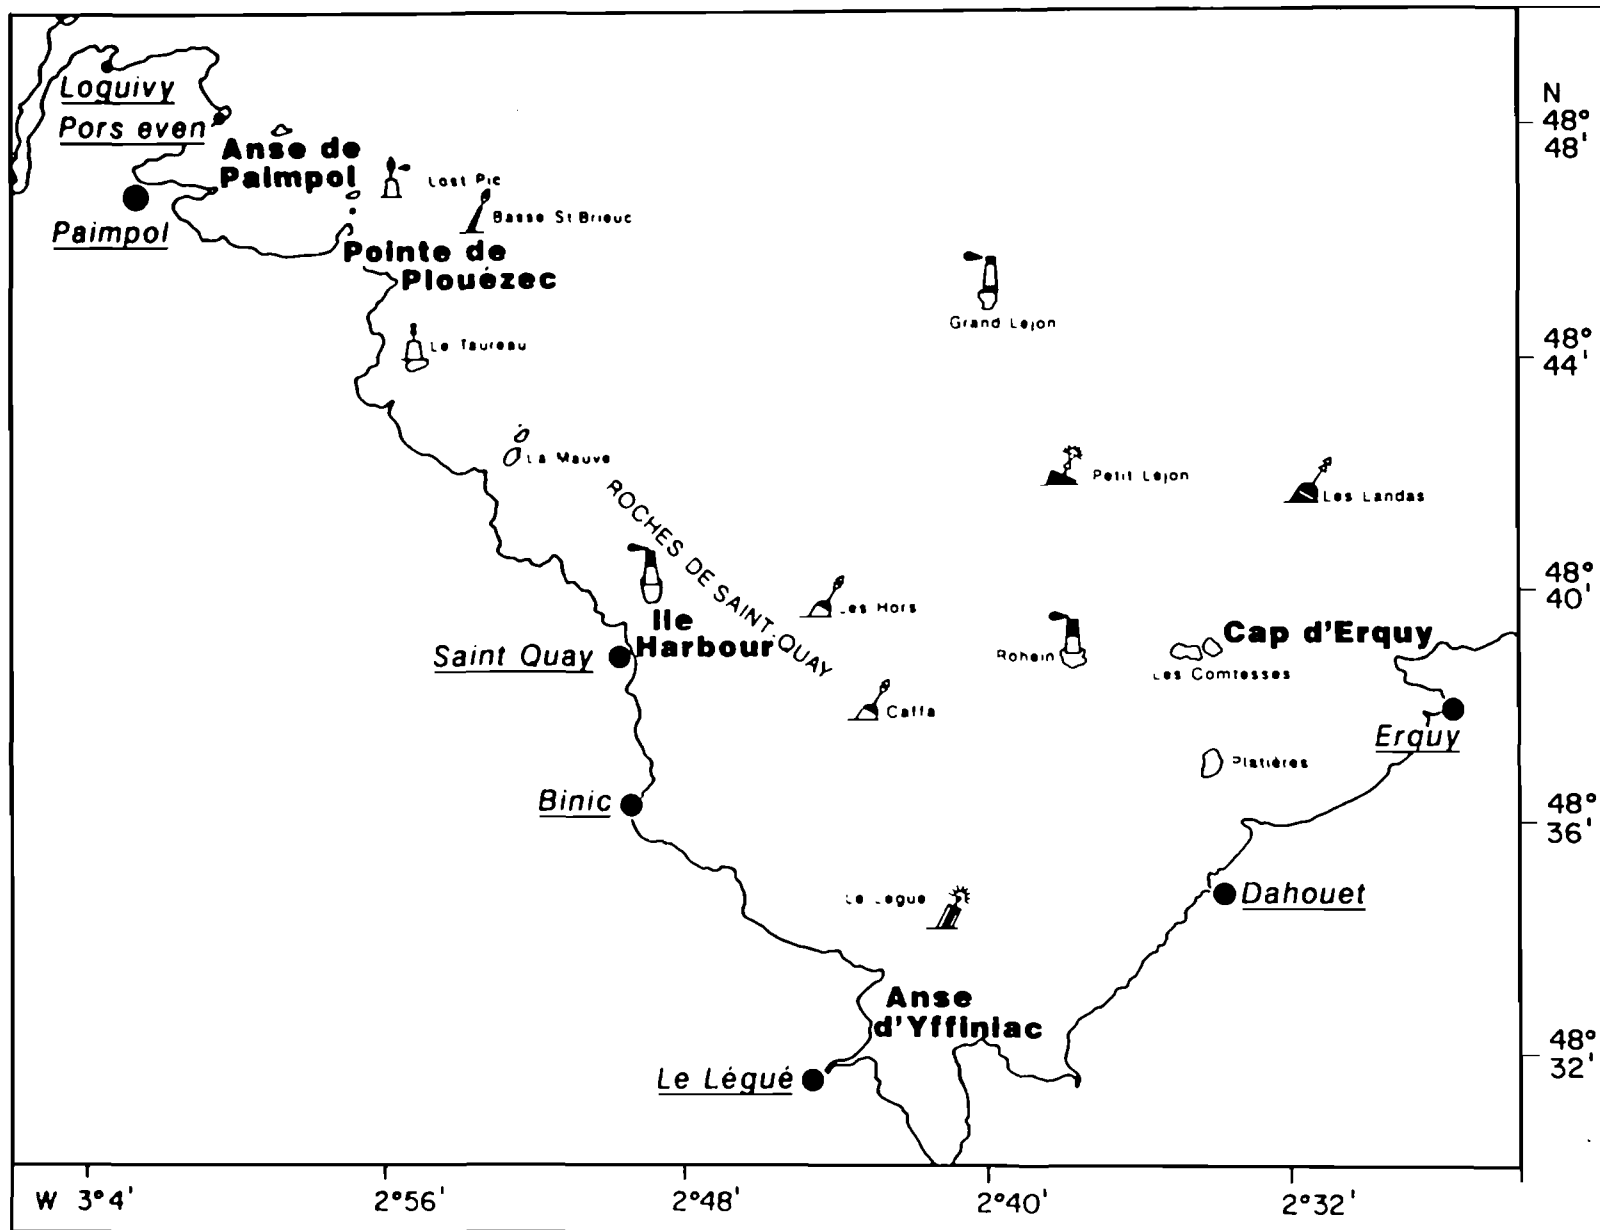 Loquivy
Pors even
Anse de
Paimpol
Paimpol
Lost Pic
Basse St Brieuc
Pointe de
Plouézec
Grand Lejon
Le Taureau
La Mauve
Petit Lejon
Les Landas
ROCHES DE SAINT-QUAY
Ile
Harbour
Les Hors
Saint Quay
Rohein
Cap d'Erquy
Les Comtesses
Caffa
Erquy
Platières
Binic
Le Legue
Dahouet
Anse
d'Yffiniac
Le Légué
N
48°
48'
48°
44'
48°
40'
48°
36'
48°
32'
W 3°4'
2°56'
2°48'
2°40'
2°32'